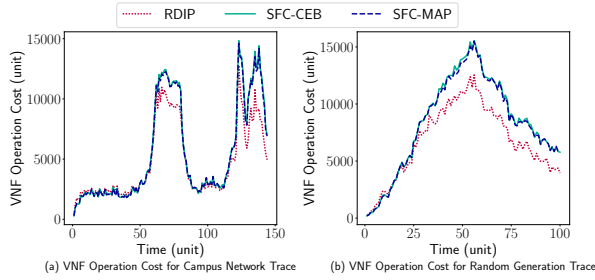 RDIP SFC-CEB SFC-MAP
VNF Operation Cost (unit)
15000
10000
5000
0
0 50 100 150
Time (unit)
(a) VNF Operation Cost for Campus Network Trace
VNF Operation Cost (unit)
15000
10000
5000
0
0 25 50 75 100
Time (unit)
(b) VNF Operation Cost for Random Generation Trace